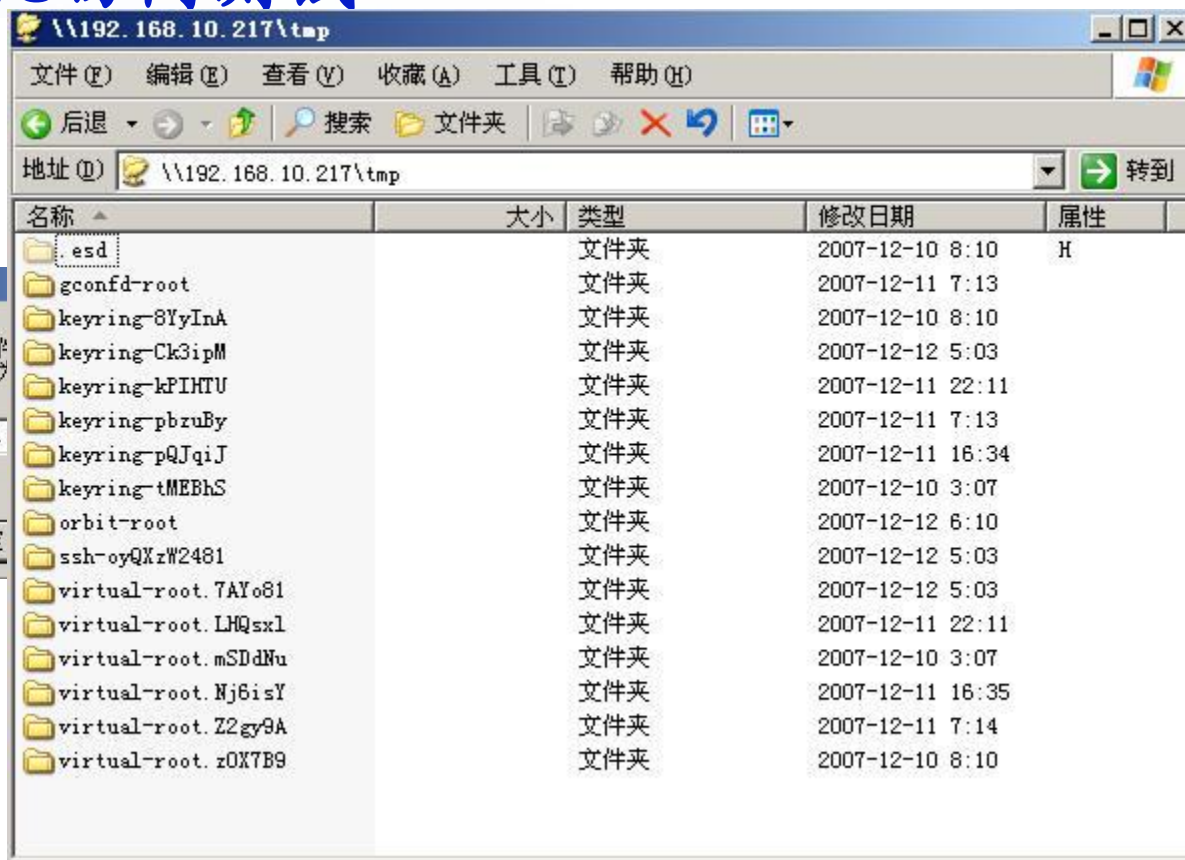 \\192.168.10.217\tmp
文件(F) 编辑(E) 查看(V) 收藏(A) 工具(T) 帮助(H)
后退 搜索 文件夹
地址(D) \\192.168.10.217\tmp 转到
名称 大小 类型 修改日期 属性
.esd 文件夹 2007-12-10 8:10 H
gconfd-root 文件夹 2007-12-11 7:13
keyring-8YyInA 文件夹 2007-12-10 8:10
keyring-Ck3ipM 文件夹 2007-12-12 5:03
keyring-kPIHTU 文件夹 2007-12-11 22:11
keyring-pbzuBy 文件夹 2007-12-11 7:13
keyring-pQJqiJ 文件夹 2007-12-11 16:34
keyring-tMEBhS 文件夹 2007-12-10 3:07
orbit-root 文件夹 2007-12-12 6:10
ssh-oyQXzW2481 文件夹 2007-12-12 5:03
virtual-root.7AYo81 文件夹 2007-12-12 5:03
virtual-root.LHQsxl 文件夹 2007-12-11 22:11
virtual-root.mSDdNu 文件夹 2007-12-10 3:07
virtual-root.Nj6isY 文件夹 2007-12-11 16:35
virtual-root.Z2gy9A 文件夹 2007-12-11 7:14
virtual-root.zOX7B9 文件夹 2007-12-10 8:10